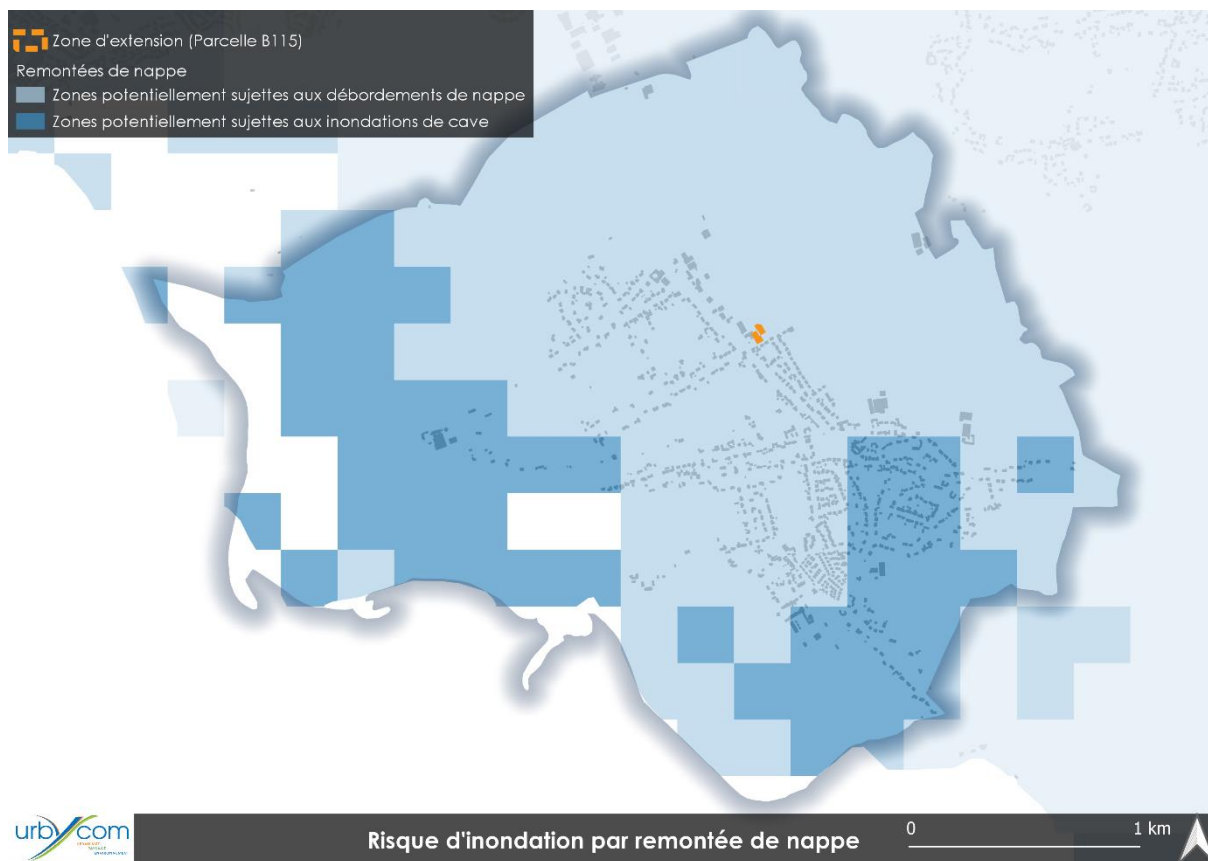 Zone d'extension (Parcelle B115)
Remontées de nappe
Zones potentiellement sujettes aux débordements de nappe
Zones potentiellement sujettes aux inondations de cave
urbycom
Risque d'inondation par remontée de nappe
0
1 km